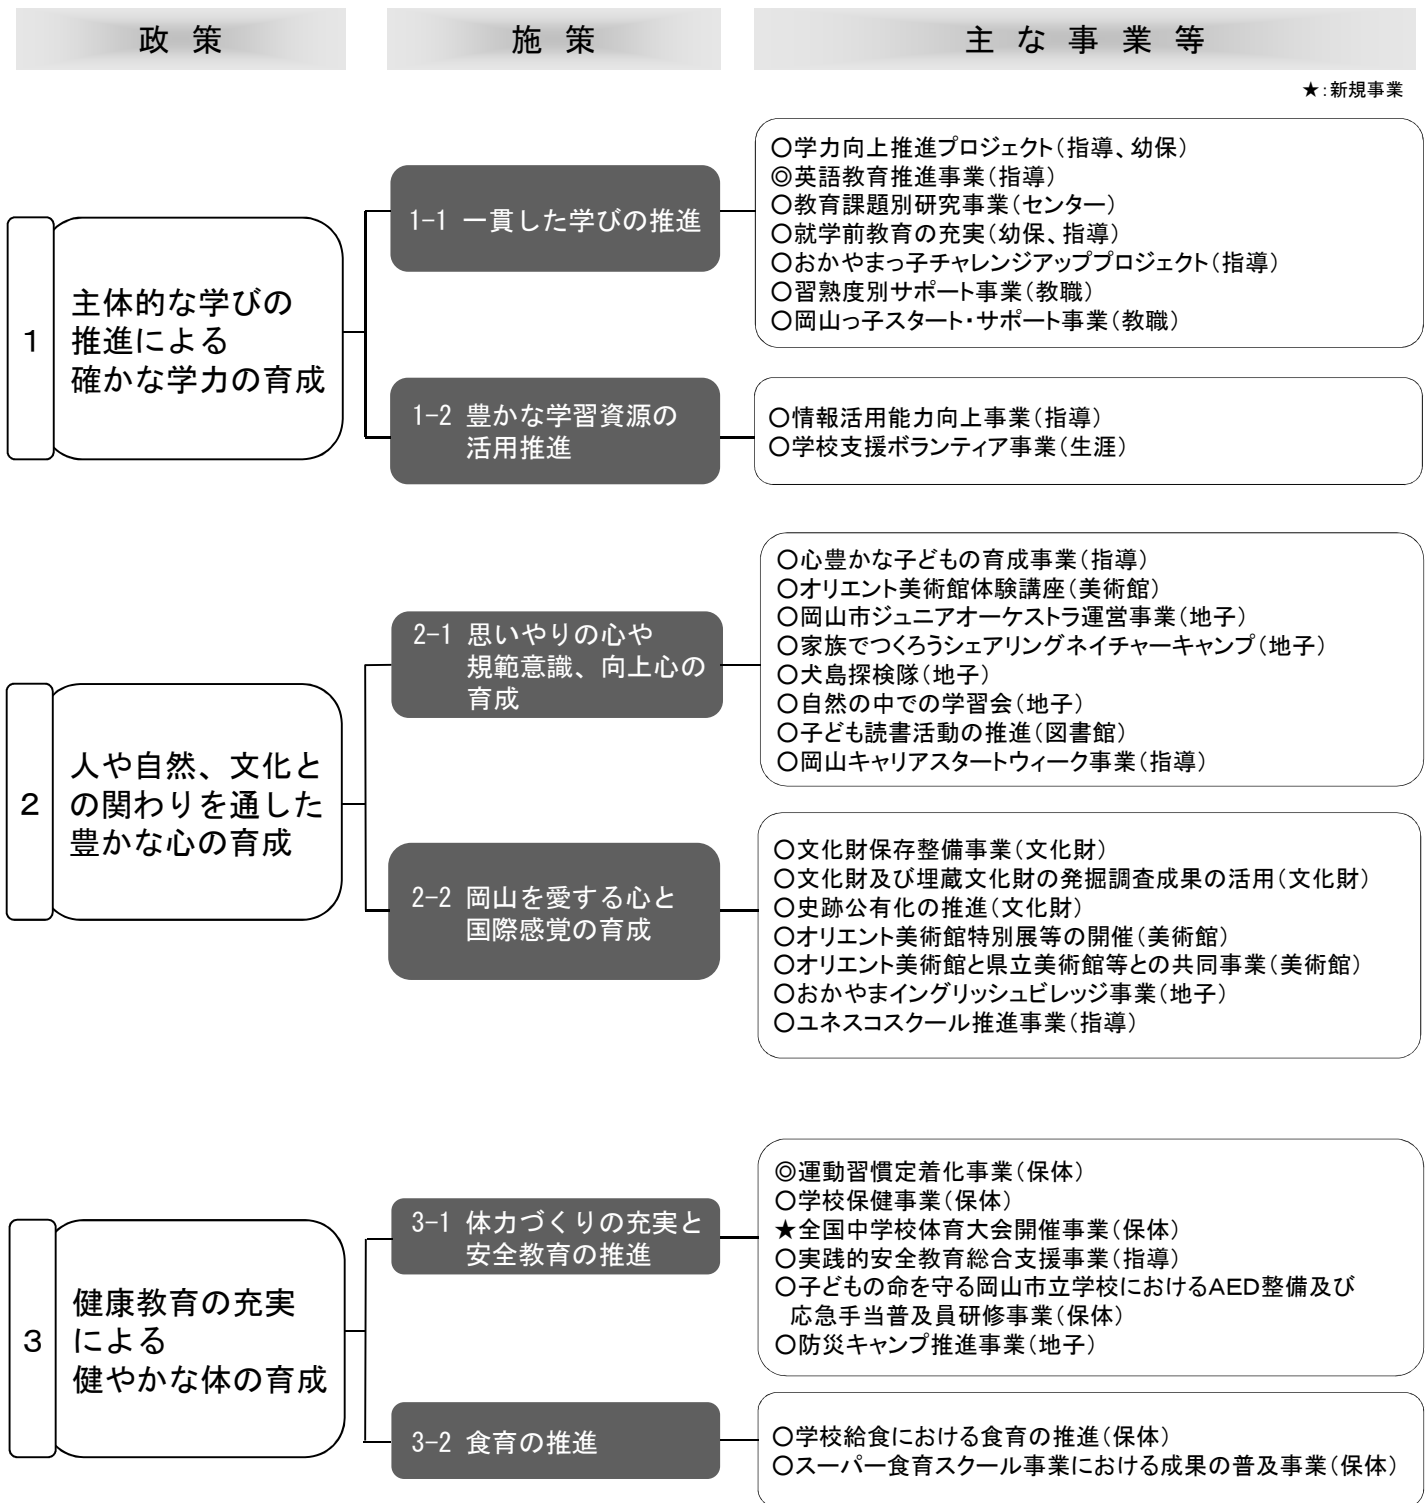 政 策
施 策
主 な 事 業 等
★：新規事業
1
主体的な学びの
推進による
確かな学力の育成
1-1 一貫した学びの推進
○学力向上推進プロジェクト（指導、幼保）
◎英語教育推進事業（指導）
○教育課題別研究事業（センター）
○就学前教育の充実（幼保、指導）
○おかやまっ子チャレンジアッププロジェクト（指導）
○習熟度別サポート事業（教職）
○岡山っ子スタート・サポート事業（教職）
1-2 豊かな学習資源の
活用推進
○情報活用能力向上事業（指導）
○学校支援ボランティア事業（生涯）
2
人や自然、文化と
の関わりを通した
豊かな心の育成
2-1 思いやりの心や
規範意識、向上心の
育成
○心豊かな子どもの育成事業（指導）
○オリエント美術館体験講座（美術館）
○岡山市ジュニアオーケストラ運営事業（地子）
○家族でつくろうシェアリングネイチャーキャンプ（地子）
○犬島探検隊（地子）
○自然の中での学習会（地子）
○子ども読書活動の推進（図書館）
○岡山キャリアスタートウィーク事業（指導）
2-2 岡山を愛する心と
国際感覚の育成
○文化財保存整備事業（文化財）
○文化財及び埋蔵文化財の発掘調査成果の活用（文化財）
○史跡公有化の推進（文化財）
○オリエント美術館特別展等の開催（美術館）
○オリエント美術館と県立美術館等との共同事業（美術館）
○おかやまイングリッシュビレッジ事業（地子）
○ユネスコスクール推進事業（指導）
3
健康教育の充実
による
健やかな体の育成
3-1 体力づくりの充実と
安全教育の推進
◎運動習慣定着化事業（保体）
○学校保健事業（保体）
★全国中学校体育大会開催事業（保体）
○実践的安全教育総合支援事業（指導）
○子どもの命を守る岡山市立学校におけるAED整備及び
応急手当普及員研修事業（保体）
○防災キャンプ推進事業（地子）
3-2 食育の推進
○学校給食における食育の推進（保体）
○スーパー食育スクール事業における成果の普及事業（保体）